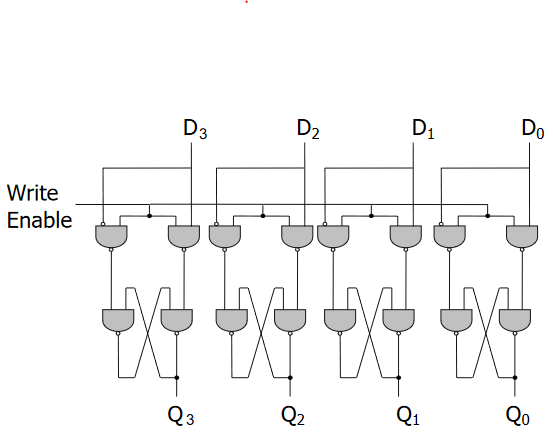 D3 D2 D1 D0
Write
Enable
Q3 Q2 Q1 Q0